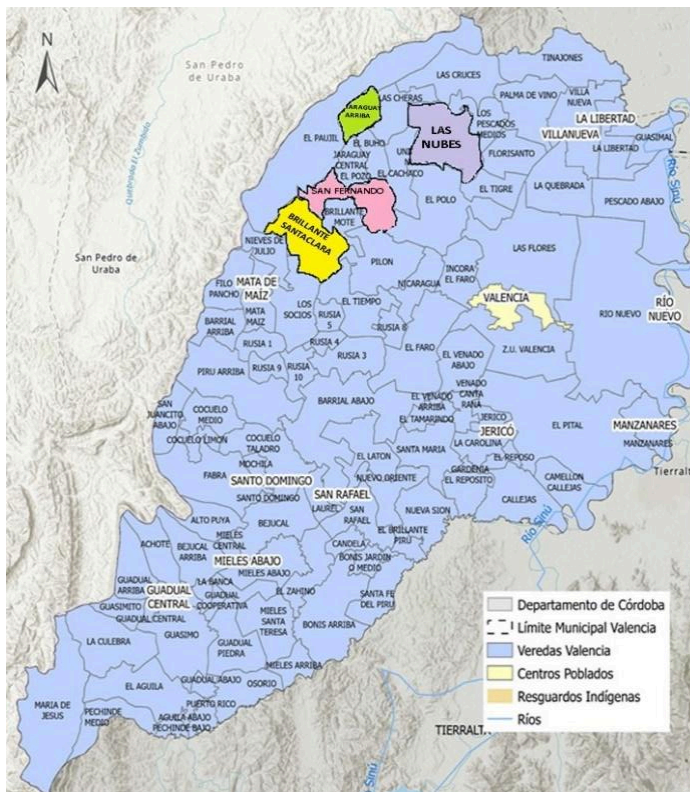 N
San Pedro
de Uraba
Quebrada El Zumbido
San Pedro de
Uraba
TINAJONES
LAS CRUCES
LAS CHERAS
PALMA DE VINO
VILLA
NUEVA
JARAGUAY
ARRIBA
LAS
NUBES
LOS
PESCADOS
MEDIOS
LA LIBERTAD
VILLANUEVA
LA LIBERTAD
GUASIMAL
EL PAUJIL
EL BUHO
JARAGUAY
CENTRAL
EL POZO
EL CACHACO
FLORISANTO
EL TIGRE
LA QUEBRADA
PESCADO ABAJO
Río Sinú
SAN FERNANDO
BRILLANTE
MOTE
EL POLO
BRILLANTE
SANTACLARA
NIEVES DE
JULIO
PILON
LAS FLORES
INCORA
EL FARO
NICARAGUA
FILO
PANCHO
MATA DE
MAÍZ
MATA
MAIZ
BARRIAL
ARRIBA
LOS
SOCIOS
EL TIEMPO
RUSIA
5
RUSIA 8
VALENCIA
RIO NUEVO
RÍO
NUEVO
RUSIA 1
RUSIA 4
RUSIA 3
EL FARO
EL VENADO
ABAJO
Z.U. VALENCIA
PIRU ARRIBA
RUSIA 9
RUSIA
10
BARRIAL ABAJO
EL VENADO
ARRIBA
VENADO
CANTA
RANA
EL TAMARINDO
JERICO
JERICÓ
LA CAROLINA
EL PITAL
MANZANARES
MANZANARES
SAN
JUANCITO
ABAJO
COCUELO
MEDIO
COCUELO LIMON
COCUELO
TALADRO
MOCHILA
FABRA
SANTO DOMINGO
SANTO DOMINGO
EL LATON
SANTA MARIA
NUEVO ORIENTE
GARDENIA
EL REPOSITO
EL REPOSO
CAMELLON
CALLEJAS
CALLEJAS
Tierralta
SAN RAFAEL
LAUREL
SAN
RAFAEL
NUEVA SION
Río Sinú
ALTO PUYA
BEJUCAL
EL BRILLANTE
PIRU
ACHOTE
MIELES
CENTRAL
BEJUCAL
ARRIBA
MIELES ABAJO
MIELES ABAJO
CANDELA
BONIS JARDIN
O MEDIO
GUADUAL
ARRIBA
GUADUAL
CENTRAL
LA BANCA
GUADUAL
COOPERATIVA
EL ZAHINO
SANTA FE
DEL PIRU
GUASIMITO
GUADUAL CENTRAL
GUASIMO
MIELES
SANTA
TERESA
BONIS ARRIBA
LA CULEBRA
GUADUAL
PIEDRA
MIELES ARRIBA
EL AGUILA
GUADUAL ABAJO
OSORIO
MARIA DE
JESUS
PECHINDE
MEDIO
PUERTO RICO
AGUILA ABAJO
PECHINDE BAJO
TIERRALTA
Departamento de Córdoba
Límite Municipal Valencia
Veredas Valencia
Centros Poblados
Resguardos Indígenas
Ríos